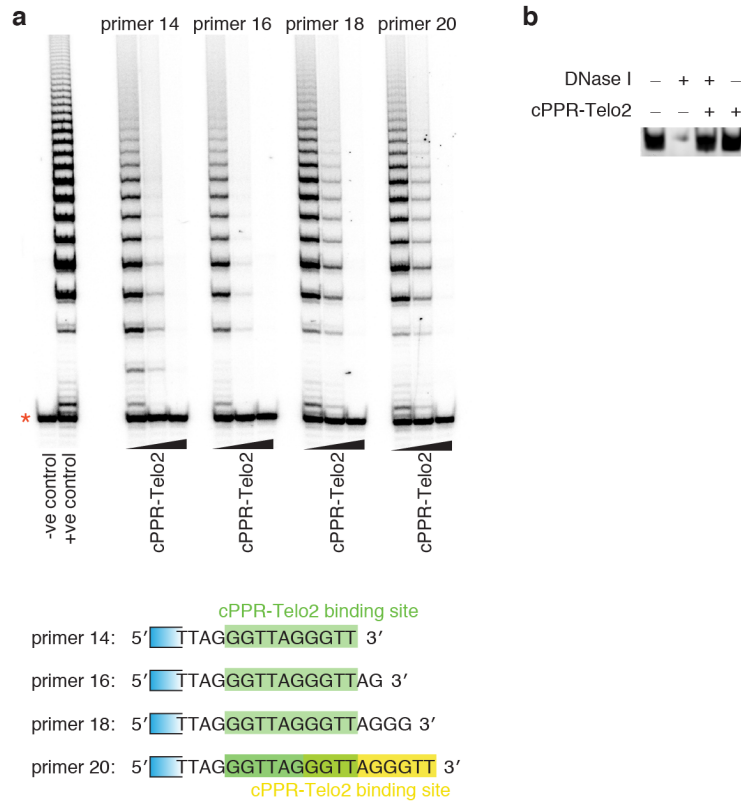 a
b
primer 14 primer 16 primer 18 primer 20
DNase I − + + −
cPPR-Telo2 − − + +
*
-ve control
+ve control
cPPR-Telo2
cPPR-Telo2
cPPR-Telo2
cPPR-Telo2
cPPR-Telo2 binding site
primer 14: 5′ TTAGGGTTAGGGTT 3′
primer 16: 5′ TTAGGGTTAGGGTTAG 3′
primer 18: 5′ TTAGGGTTAGGGTTAGGG 3′
primer 20: 5′ TTAGGGTTAGGGTTAGGGTT 3′
cPPR-Telo2 binding site